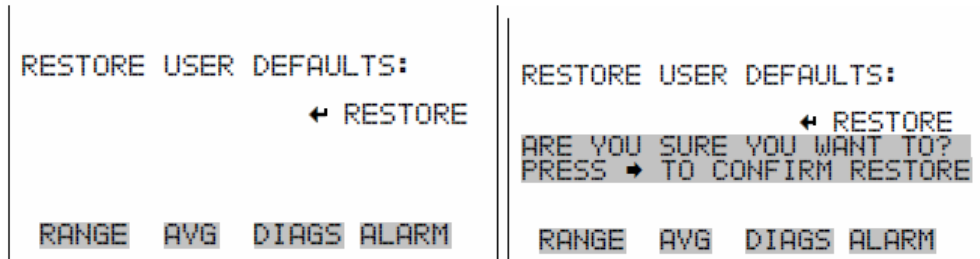 RESTORE USER DEFAULTS:
↵ RESTORE
RANGE AVG DIAGS ALARM
RESTORE USER DEFAULTS:
↵ RESTORE
ARE YOU SURE YOU WANT TO?
PRESS → TO CONFIRM RESTORE
RANGE AVG DIAGS ALARM